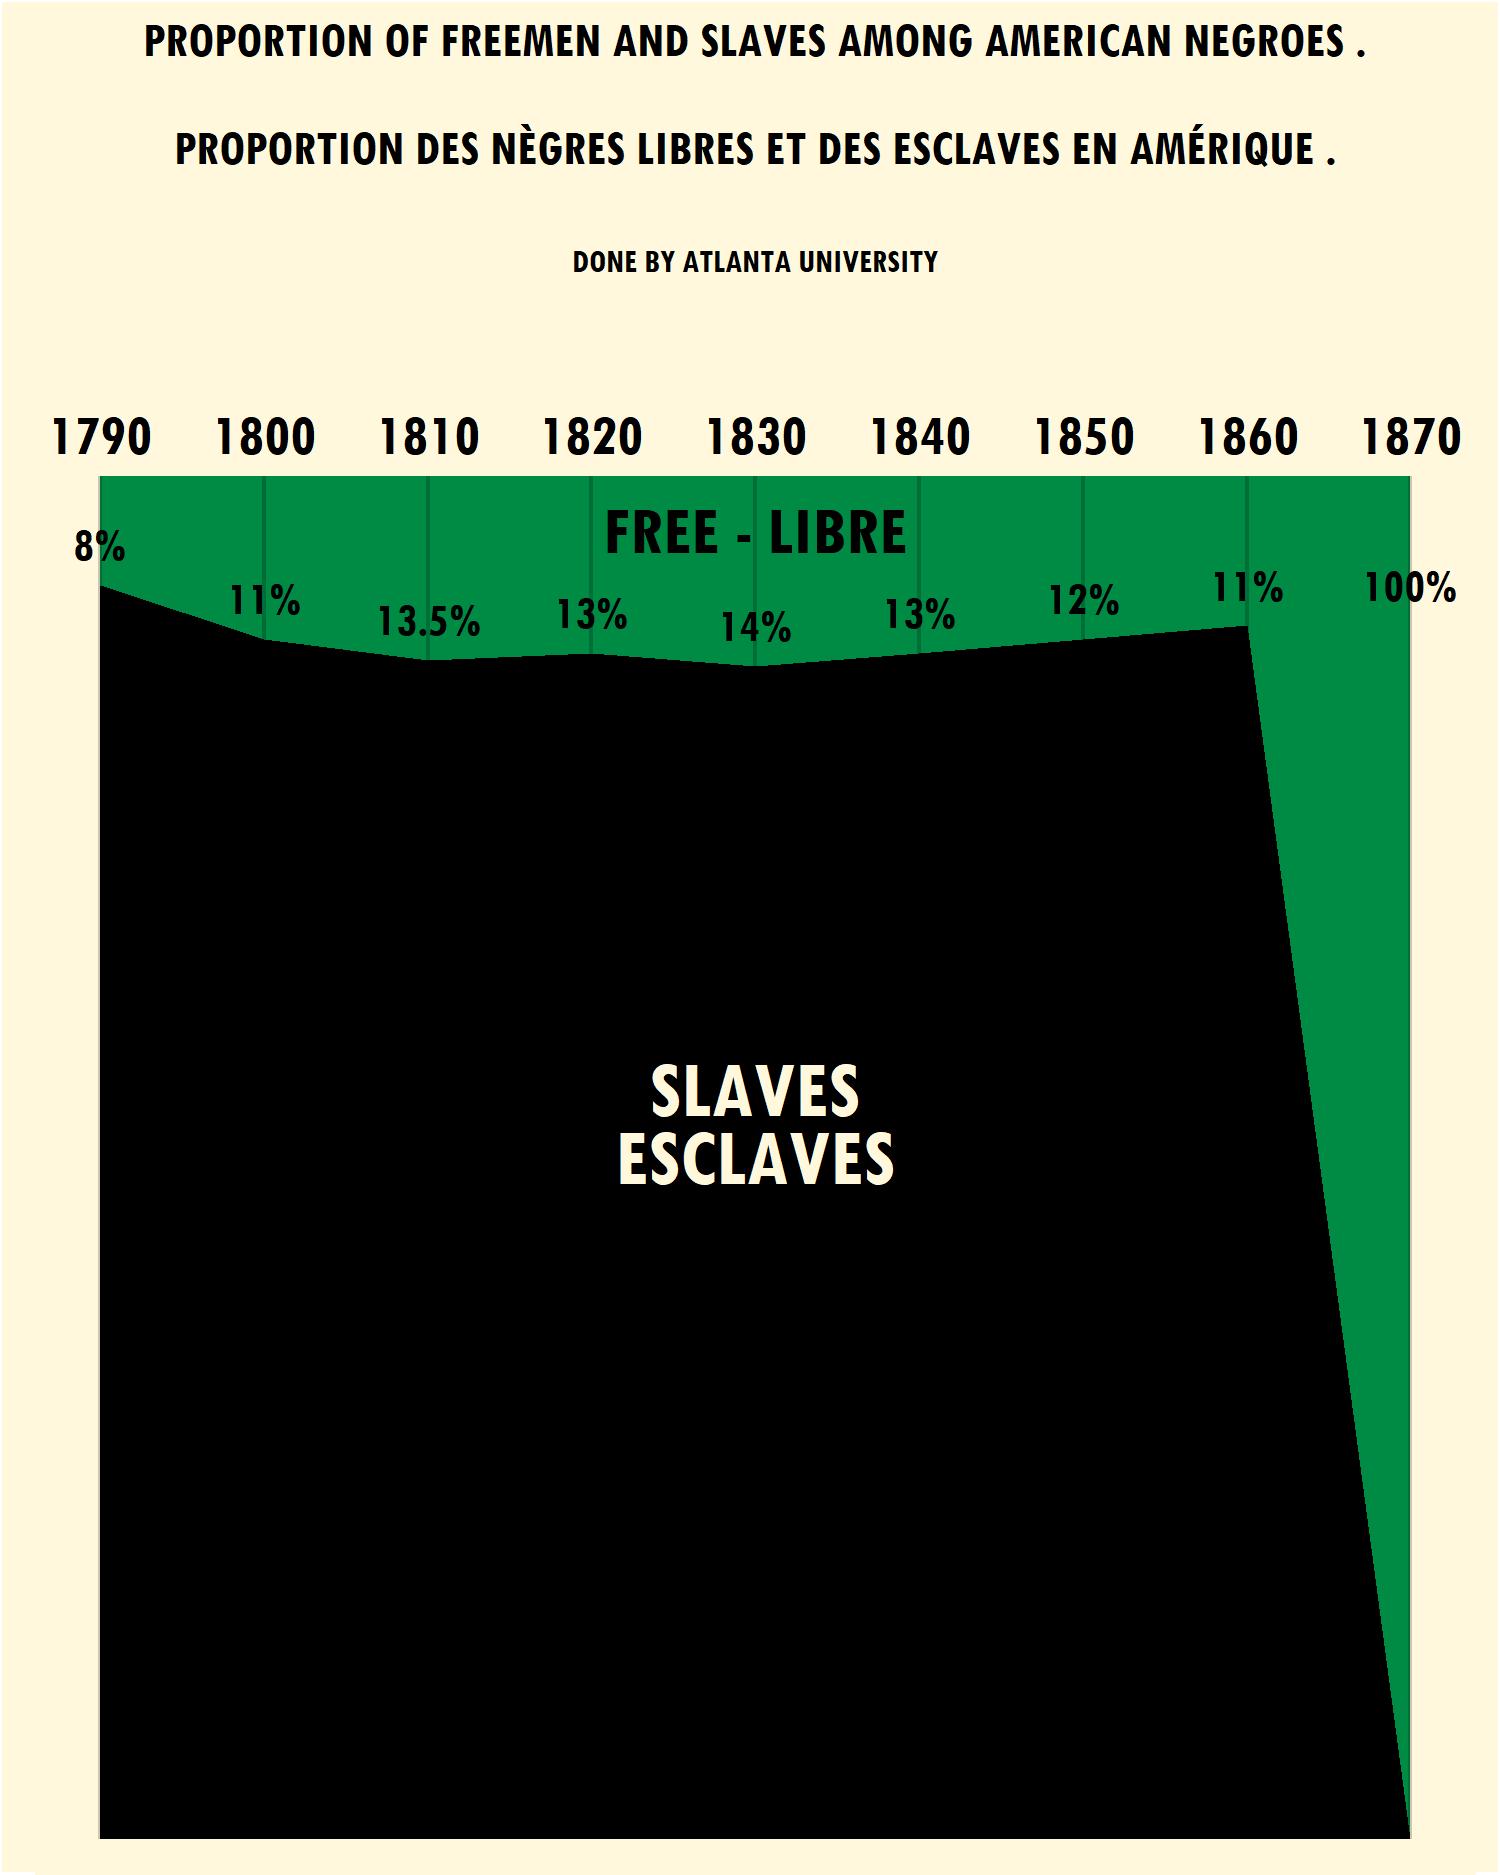 PROPORTION OF FREEMEN AND SLAVES AMONG AMERICAN NEGROES .
PROPORTION DES NÈGRES LIBRES ET DES ESCLAVES EN AMÉRIQUE .
DONE BY ATLANTA UNIVERSITY
1790 1800 1810 1820 1830 1840 1850 1860 1870
FREE - LIBRE
8% 11% 13.5% 13% 14% 13% 12% 11% 100%
SLAVES
ESCLAVES